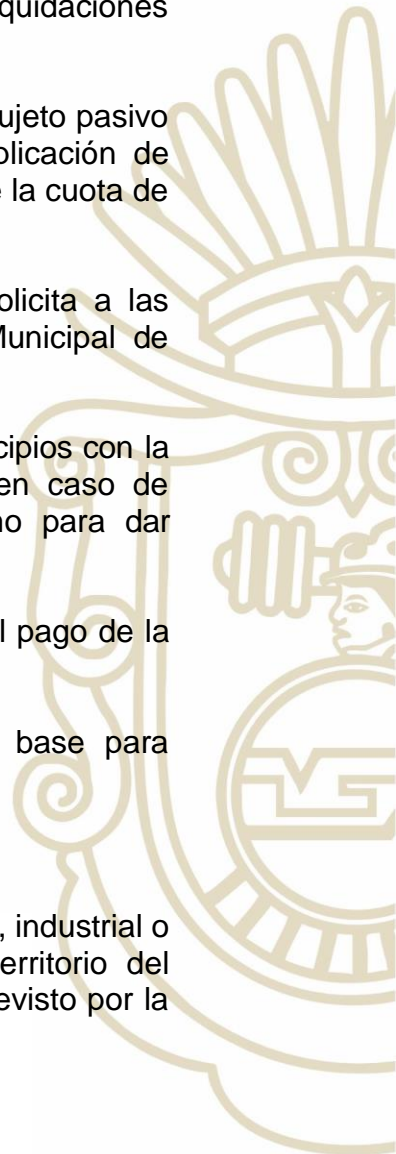 quidaciones
ujeto pasivo
olicación de
e la cuota de
olicita a las
Municipal de
cipios con la
en caso de
no para dar
l pago de la
base para
, industrial o
erritorio del
evisto por la